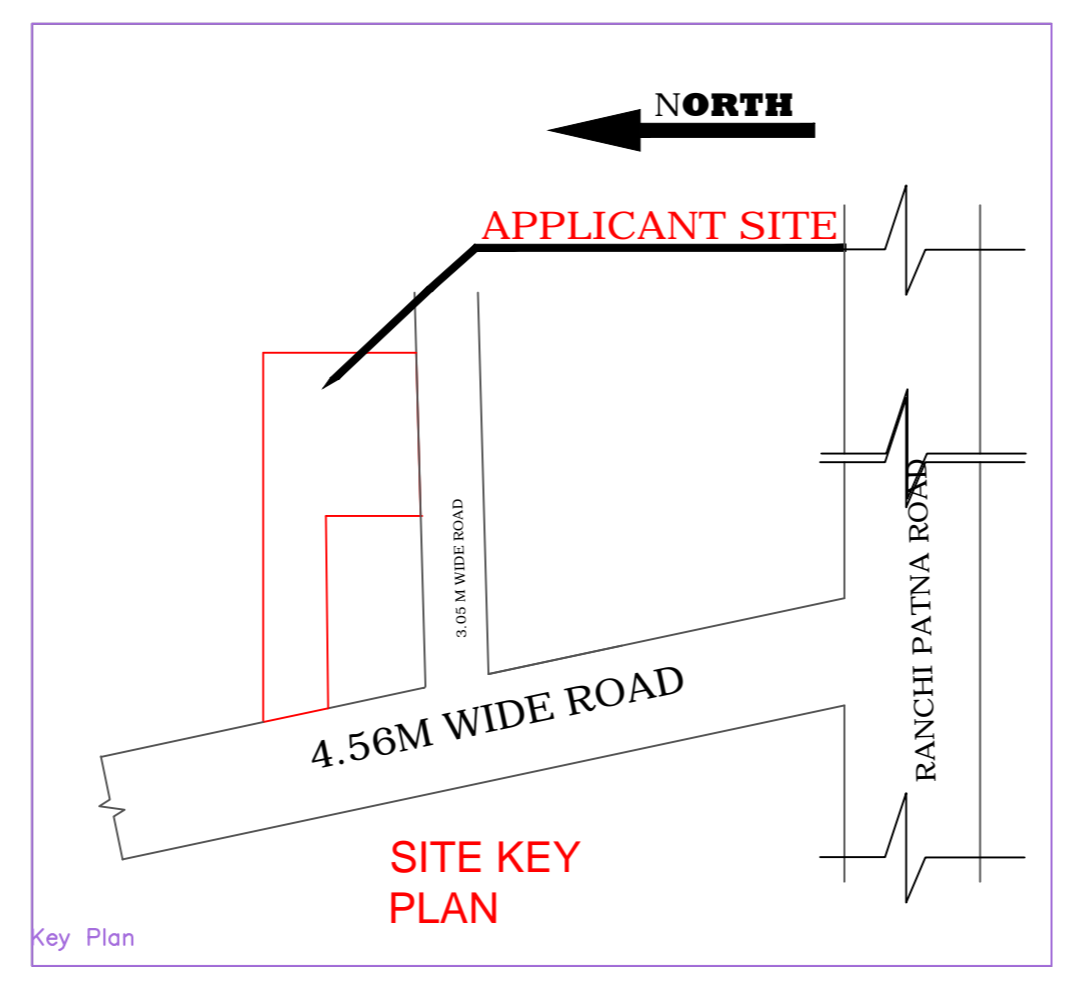 NORTH
APPLICANT SITE
3.05 M WIDE ROAD
RANCHI PATNA ROAD
4.56M WIDE ROAD
SITE KEY
PLAN
Key Plan